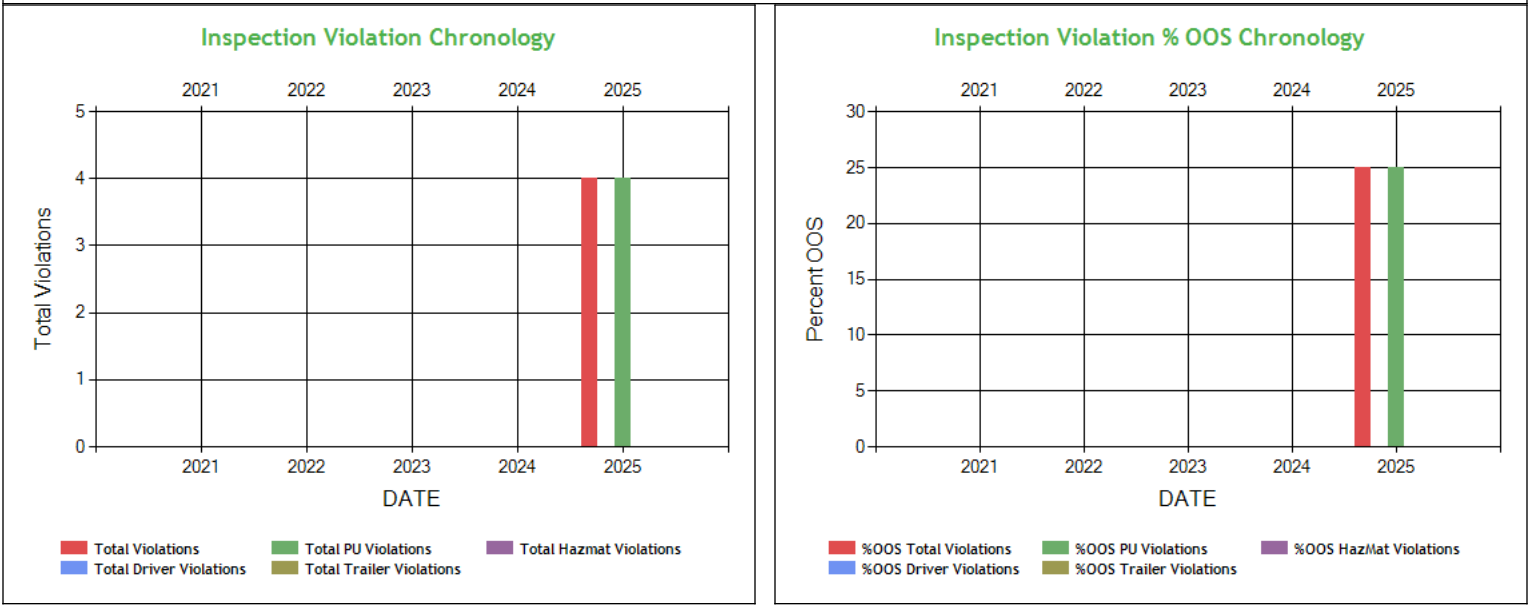 Inspection Violation Chronology
2021 2022 2023 2024 2025
5
4
3
2
1
0
Total Violations
2021 2022 2023 2024 2025
DATE
Total Violations Total PU Violations Total Hazmat Violations
Total Driver Violations Total Trailer Violations
Inspection Violation % OOS Chronology
2021 2022 2023 2024 2025
30
25
20
15
10
5
0
Percent OOS
2021 2022 2023 2024 2025
DATE
%OOS Total Violations %OOS PU Violations %OOS HazMat Violations
%OOS Driver Violations %OOS Trailer Violations